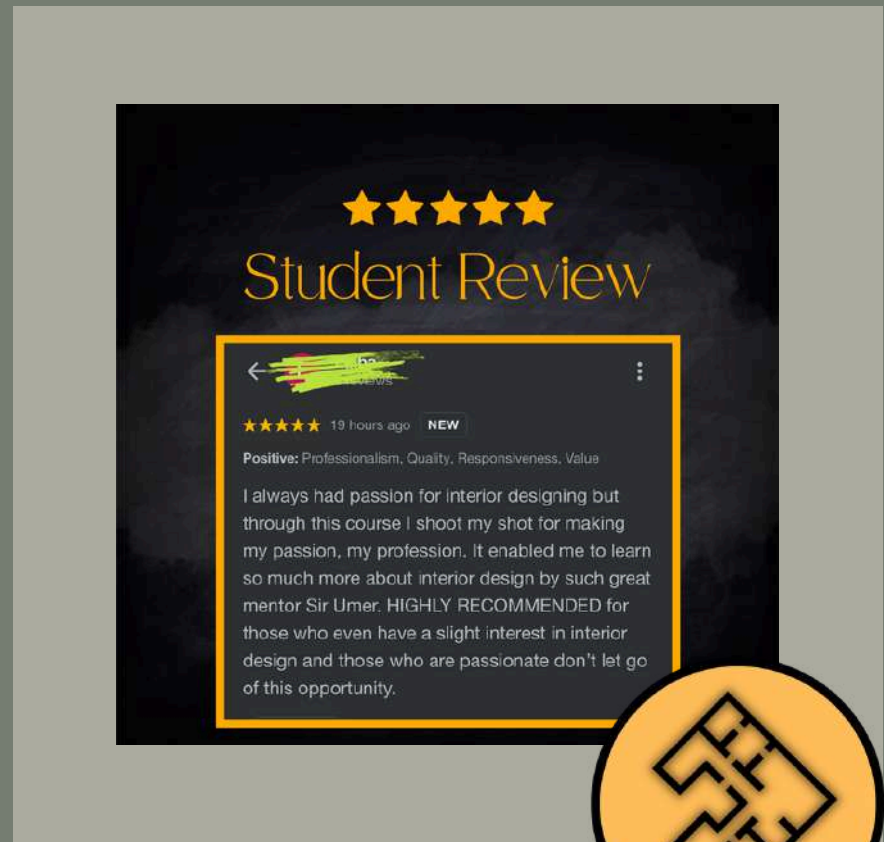 Student Review
19 hours ago NEW
Positive: Professionalism, Quality, Responsiveness, Value
I always had passion for interior designing but
through this course I shoot my shot for making
my passion, my profession. It enabled me to learn
so much more about interior design by such great
mentor Sir Umer. HIGHLY RECOMMENDED for
those who even have a slight interest in interior
design and those who are passionate don't let go
of this opportunity.